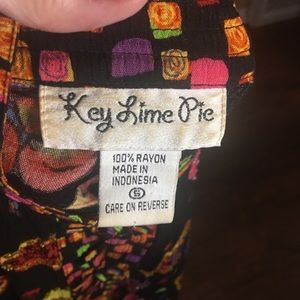 Key Lime Pie
100% RAYON
MADE IN
INDONESIA
S
CARE ON REVERSE